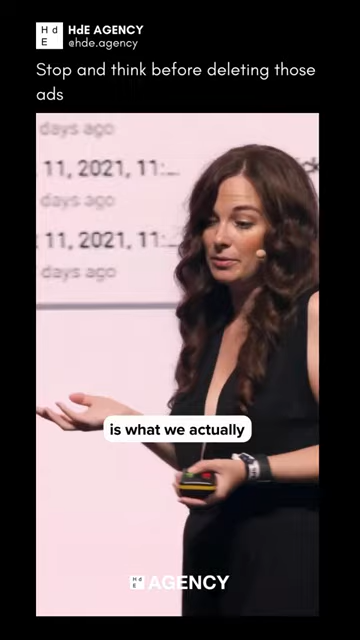 H d
E
HdE AGENCY
@hde.agency
Stop and think before deleting those
ads
days ago
11, 2021, 11:...
days ago
11, 2021, 11:...
days ago
is what we actually
H d
E
AGENCY